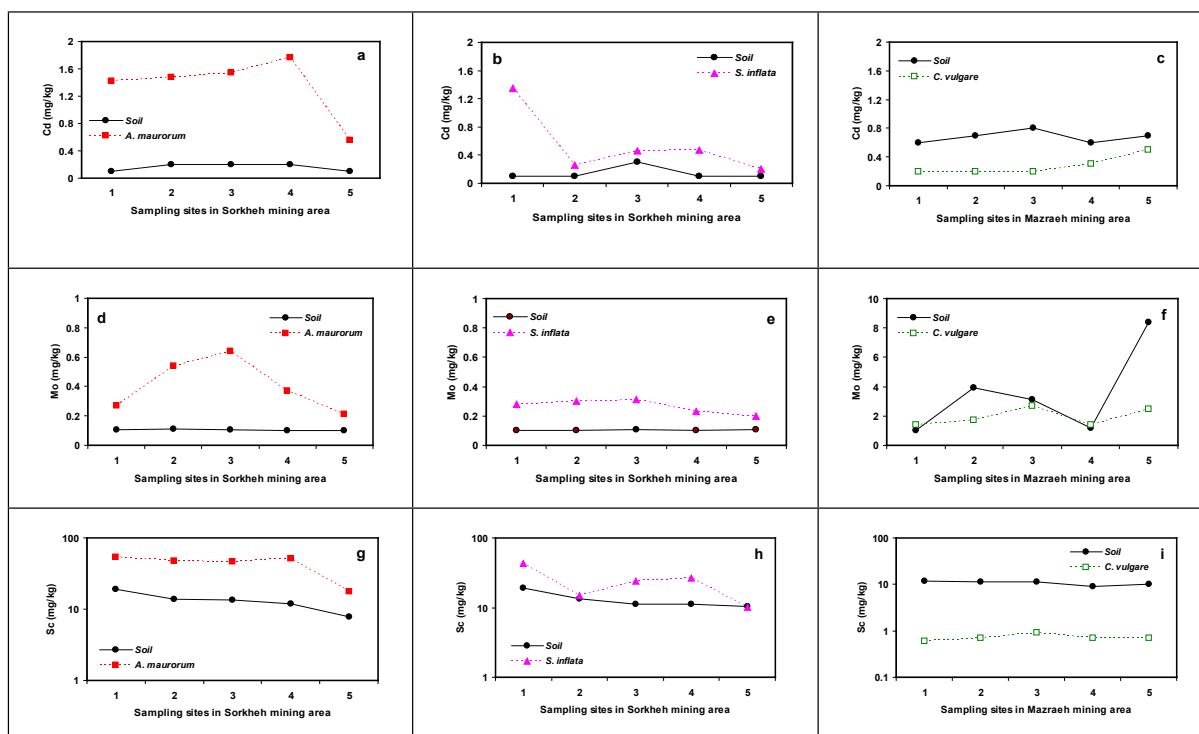 a
2
1.6
1.2
0.8
0.4
0
Cd (mg/kg)
Soil
A. maurorum
1 2 3 4 5
Sampling sites in Sorkheh mining area
b
2
1.6
1.2
0.8
0.4
0
Cd (mg/kg)
Soil
S. inflata
1 2 3 4 5
Sampling sites in Sorkheh mining area
c
2
1.6
1.2
0.8
0.4
0
Cd (mg/kg)
Soil
C. vulgare
1 2 3 4 5
Sampling sites in Mazraeh mining area
d
1
0.8
0.6
0.4
0.2
0
Mo (mg/kg)
Soil
A. maurorum
1 2 3 4 5
Sampling sites in Sorkheh mining area
e
1
0.8
0.6
0.4
0.2
0
Mo (mg/kg)
Soil
S. inflata
1 2 3 4 5
Sampling sites in Sorkheh mining area
f
10
8
6
4
2
0
Mo (mg/kg)
Soil
C. vulgare
1 2 3 4 5
Sampling sites in Mazraeh mining area
g
100
10
1
Sc (mg/kg)
Soil
A. maurorum
1 2 3 4 5
Sampling sites in Sorkheh mining area
h
100
10
1
Sc (mg/kg)
Soil
S. inflata
1 2 3 4 5
Sampling sites in Sorkheh mining area
i
100
10
1
0.1
Sc (mg/kg)
Soil
C. vulgare
1 2 3 4 5
Sampling sites in Mazraeh mining area